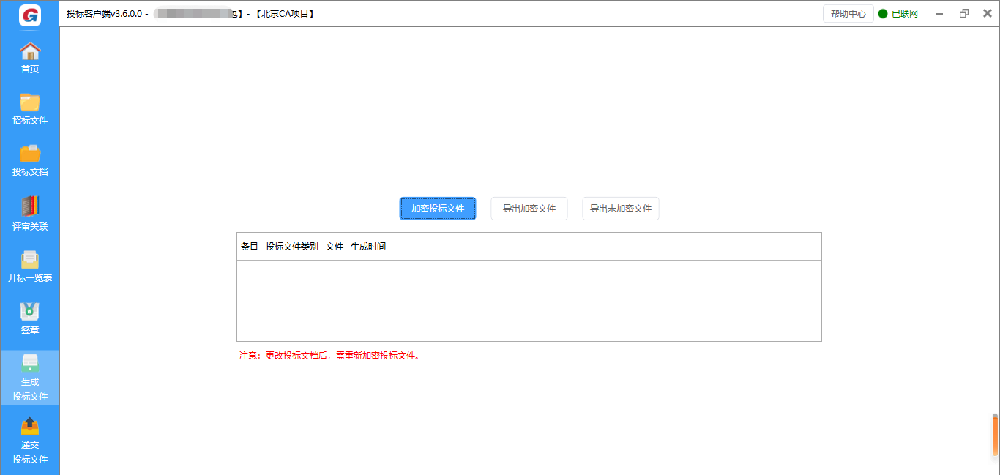 投标客户端v3.6.0.0 - 包】- 【北京CA项目】
帮助中心
已联网
首页
招标文件
投标文档
评审关联
开标一览表
签章
生成
投标文件
递交
投标文件
加密投标文件
导出加密文件
导出未加密文件
条目 投标文件类别 文件 生成时间
注意：更改投标文档后，需重新加密投标文件。